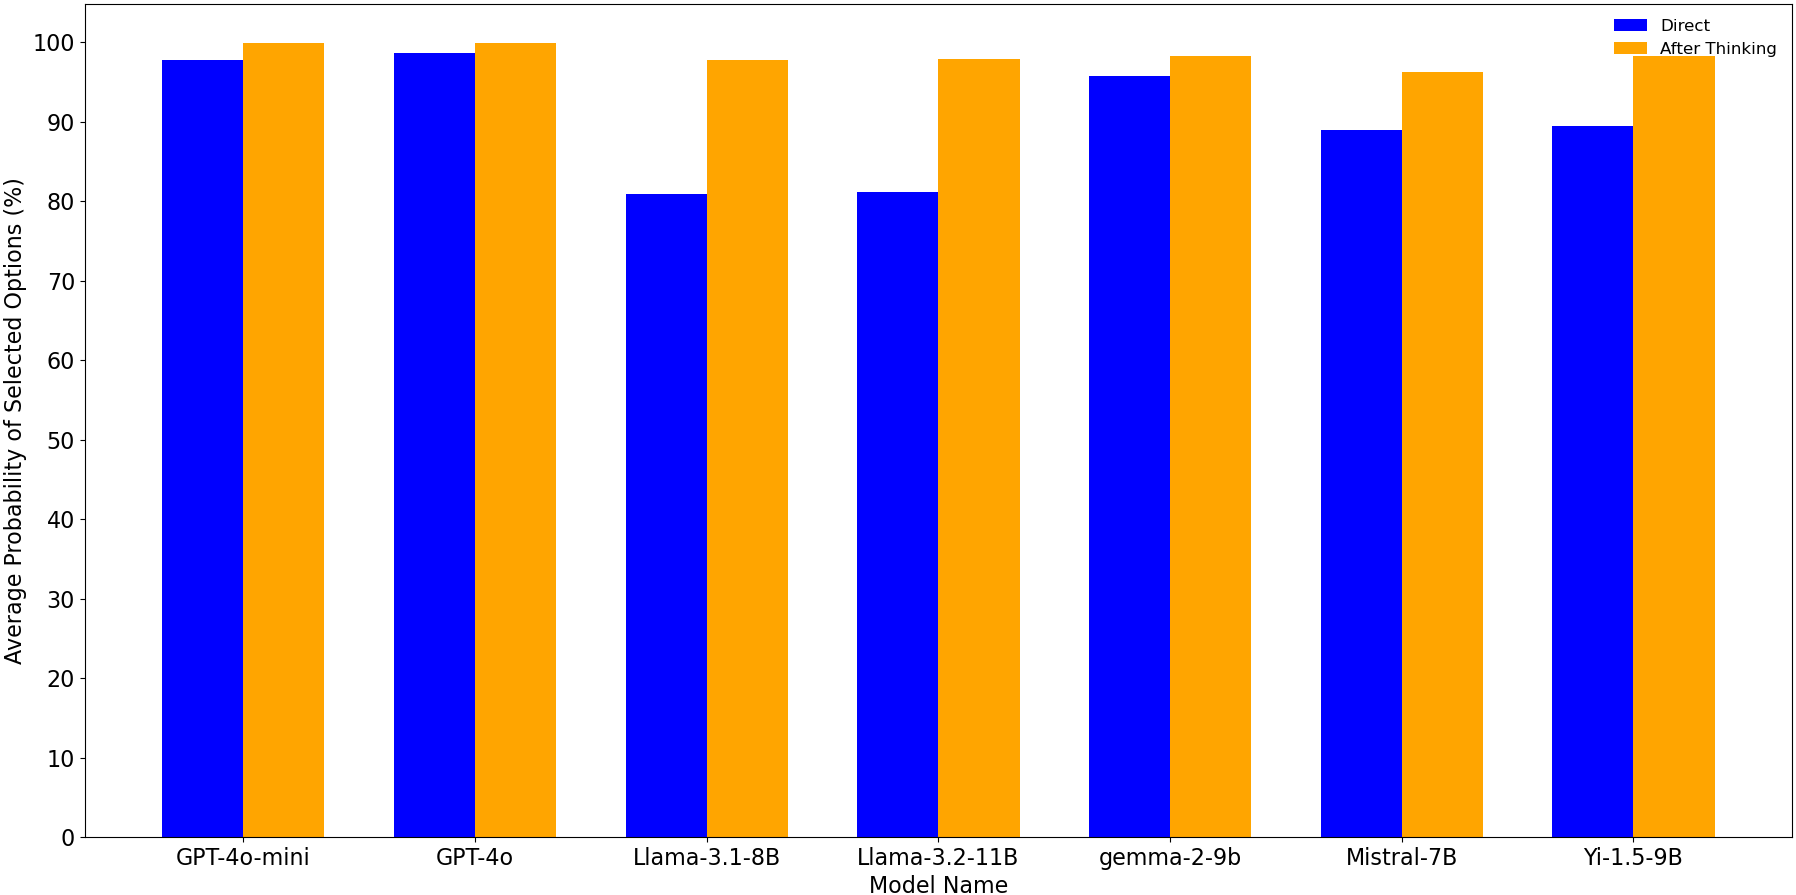 Direct
After Thinking
Average Probability of Selected Options (%)
100
90
80
70
60
50
40
30
20
10
0
GPT-4o-mini GPT-4o Llama-3.1-8B Llama-3.2-11B gemma-2-9b Mistral-7B Yi-1.5-9B
Model Name